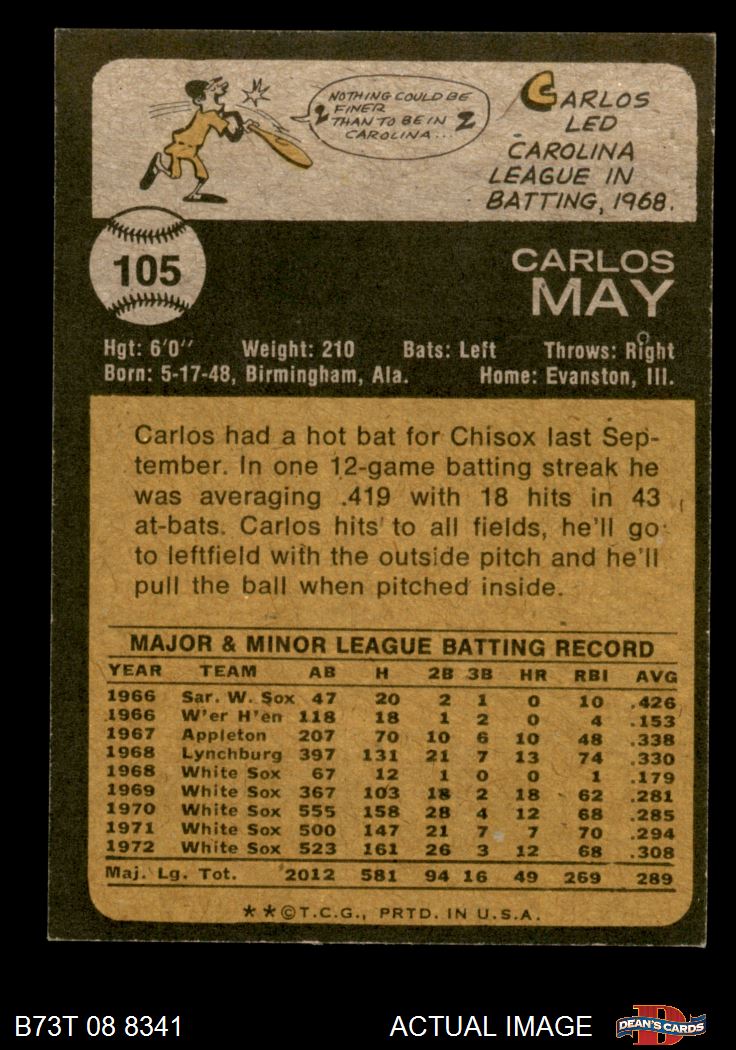 NOTHING COULD BE
FINER
2 THAN TO BE IN 2
CAROLINA...
CARLOS
LED
CAROLINA
LEAGUE IN
BATTING, 1968.
105
CARLOS
MAY
Hgt: 6'0" Weight: 210 Bats: Left Throws: Right
Born: 5-17-48, Birmingham, Ala. Home: Evanston, Ill.
Carlos had a hot bat for Chisox last Sep-
tember. In one 12-game batting streak he
was averaging .419 with 18 hits in 43
at-bats. Carlos hits to all fields, he'll go
to leftfield with the outside pitch and he'll
pull the ball when pitched inside.
MAJOR & MINOR LEAGUE BATTING RECORD
YEAR TEAM AB H 2B 3B HR RBI AVG
1966 Sar. W. Sox 47 20 2 1 0 10 .426
1966 W'er H'en 118 18 1 2 0 4 .153
1967 Appleton 207 70 10 6 10 48 .338
1968 Lynchburg 397 131 21 7 13 74 .330
1968 White Sox 67 12 1 0 0 1 .179
1969 White Sox 367 103 18 2 18 62 .281
1970 White Sox 555 158 28 4 12 68 .285
1971 White Sox 500 147 21 7 7 70 .294
1972 White Sox 523 161 26 3 12 68 .308
Maj. Lg. Tot. 2012 581 94 16 49 269 289
**©T.C.G., PRTD. IN U.S.A.
B73T 08 8341 ACTUAL IMAGE D DEAN'S CARDS